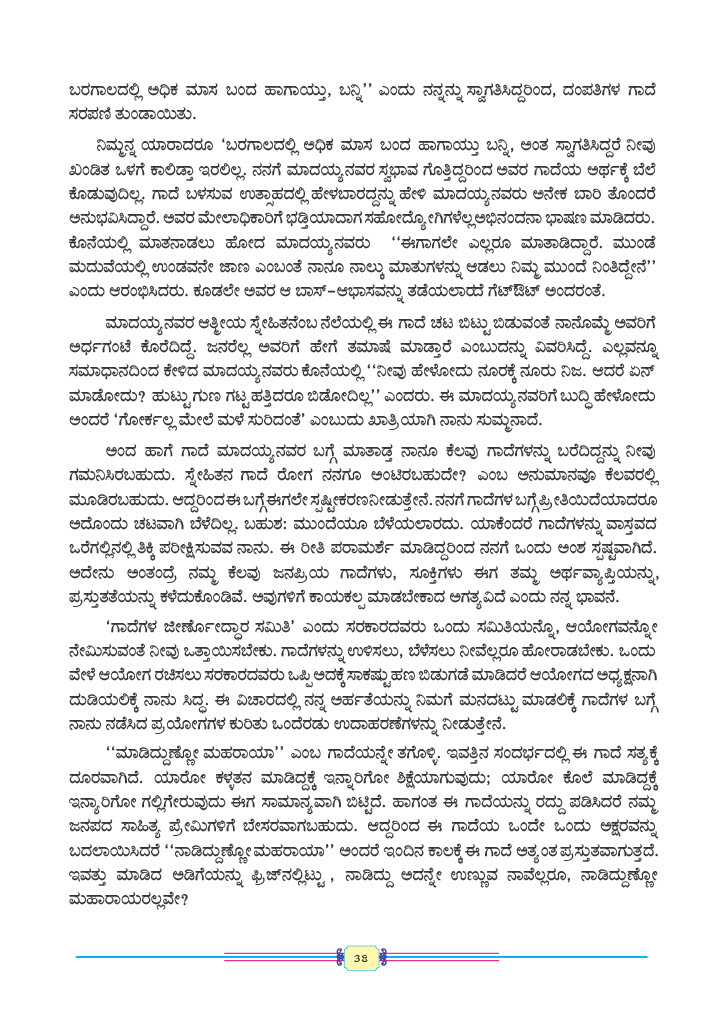 ಬರಗಾಲದಲ್ಲಿ ಅಧಿಕ ಮಾಸ ಬಂದ ಹಾಗಾಯ್ತು, ಬನ್ನಿ’’ ಎಂದು ನನ್ನನ್ನು ಸ್ವಾಗತಿಸಿದ್ದರಿಂದ, ದಂಪತಿಗಳ ಗಾದೆ
ಸರಪಣಿ ತುಂಡಾಯಿತು.
ನಿಮ್ಮನ್ನ ಯಾರಾದರೂ ‘ಬರಗಾಲದಲ್ಲಿ ಅಧಿಕ ಮಾಸ ಬಂದ ಹಾಗಾಯ್ತು ಬನ್ನಿ, ಅಂತ ಸ್ವಾಗತಿಸಿದ್ದರೆ ನೀವು
ಖಂಡಿತ ಒಳಗೆ ಕಾಲಿಡ್ತಾ ಇರಲಿಲ್ಲ. ನನಗೆ ಮಾದಯ್ಯನವರ ಸ್ವಭಾವ ಗೊತ್ತಿದ್ದರಿಂದ ಅವರ ಗಾದೆಯ ಅರ್ಥಕ್ಕೆ ಬೆಲೆ
ಕೊಡುವುದಿಲ್ಲ. ಗಾದೆ ಬಳಸುವ ಉತ್ಸಾಹದಲ್ಲಿ ಹೇಳಬಾರದ್ದನ್ನು ಹೇಳಿ ಮಾದಯ್ಯನವರು ಅನೇಕ ಬಾರಿ ತೊಂದರೆ
ಅನುಭವಿಸಿದ್ದಾರೆ. ಅವರ ಮೇಲಾಧಿಕಾರಿಗೆ ಭಡ್ತಿಯಾದಾಗ ಸಹೋದ್ಯೋಗಿಗಳೆಲ್ಲ ಅಭಿನಂದನಾ ಭಾಷಣ ಮಾಡಿದರು.
ಕೊನೆಯಲ್ಲಿ ಮಾತನಾಡಲು ಹೋದ ಮಾದಯ್ಯನವರು ‘‘ಈಗಾಗಲೇ ಎಲ್ಲರೂ ಮಾತಾಡಿದ್ದಾರೆ. ಮುಂಡೆ
ಮದುವೆಯಲ್ಲಿ ಉಂಡವನೇ ಜಾಣ ಎಂಬಂತೆ ನಾನೂ ನಾಲ್ಕು ಮಾತುಗಳನ್ನು ಆಡಲು ನಿಮ್ಮ ಮುಂದೆ ನಿಂತಿದ್ದೇನೆ’’
ಎಂದು ಆರಂಭಿಸಿದರು. ಕೂಡಲೇ ಅವರ ಆ ಬಾಸ್-ಆಭಾಸವನ್ನು ತಡೆಯಲಾರದೆ ಗೆಟ್‌ಔಟ್ ಅಂದರಂತೆ.
ಮಾದಯ್ಯನವರ ಆತ್ಮೀಯ ಸ್ನೇಹಿತನೆಂಬ ನೆಲೆಯಲ್ಲಿ ಈ ಗಾದೆ ಚಟ ಬಿಟ್ಟು ಬಿಡುವಂತೆ ನಾನೊಮ್ಮೆ ಅವರಿಗೆ
ಅರ್ಧಗಂಟೆ ಕೊರೆದಿದ್ದೆ. ಜನರೆಲ್ಲ ಅವರಿಗೆ ಹೇಗೆ ತಮಾಷೆ ಮಾಡ್ತಾರೆ ಎಂಬುದನ್ನು ವಿವರಿಸಿದ್ದೆ. ಎಲ್ಲವನ್ನೂ
ಸಮಾಧಾನದಿಂದ ಕೇಳಿದ ಮಾದಯ್ಯನವರು ಕೊನೆಯಲ್ಲಿ ‘‘ನೀವು ಹೇಳೋದು ನೂರಕ್ಕೆ ನೂರು ನಿಜ. ಆದರೆ ಏನ್
ಮಾಡೋದು? ಹುಟ್ಟು ಗುಣ ಗಟ್ಟ ಹತ್ತಿದರೂ ಬಿಡೋದಿಲ್ಲ’’ ಎಂದರು. ಈ ಮಾದಯ್ಯನವರಿಗೆ ಬುದ್ಧಿ ಹೇಳೋದು
ಅಂದರೆ ‘ಗೋರ್ಕಲ್ಲ ಮೇಲೆ ಮಳೆ ಸುರಿದಂತೆ’ ಎಂಬುದು ಖಾತ್ರಿಯಾಗಿ ನಾನು ಸುಮ್ಮನಾದೆ.
ಅಂದ ಹಾಗೆ ಗಾದೆ ಮಾದಯ್ಯನವರ ಬಗ್ಗೆ ಮಾತಾಡ್ತ ನಾನೂ ಕೆಲವು ಗಾದೆಗಳನ್ನು ಬರೆದಿದ್ದನ್ನು ನೀವು
ಗಮನಿಸಿರಬಹುದು. ಸ್ನೇಹಿತನ ಗಾದೆ ರೋಗ ನನಗೂ ಅಂಟಿರಬಹುದೇ? ಎಂಬ ಅನುಮಾನವೂ ಕೆಲವರಲ್ಲಿ
ಮೂಡಿರಬಹುದು. ಆದ್ದರಿಂದ ಈ ಬಗ್ಗೆ ಈಗಲೇ ಸ್ಪಷ್ಟೀಕರಣ ನೀಡುತ್ತೇನೆ. ನನಗೆ ಗಾದೆಗಳ ಬಗ್ಗೆ ಪ್ರೀತಿಯಿದೆಯಾದರೂ
ಅದೊಂದು ಚಟವಾಗಿ ಬೆಳೆದಿಲ್ಲ. ಬಹುಶ: ಮುಂದೆಯೂ ಬೆಳೆಯಲಾರದು. ಯಾಕೆಂದರೆ ಗಾದೆಗಳನ್ನು ವಾಸ್ತವದ
ಒರೆಗಲ್ಲಿನಲ್ಲಿ ತಿಕ್ಕಿ ಪರೀಕ್ಷಿಸುವವ ನಾನು. ಈ ರೀತಿ ಪರಾಮರ್ಶೆ ಮಾಡಿದ್ದರಿಂದ ನನಗೆ ಒಂದು ಅಂಶ ಸ್ಪಷ್ಟವಾಗಿದೆ.
ಅದೇನು ಅಂತಂದ್ರೆ ನಮ್ಮ ಕೆಲವು ಜನಪ್ರಿಯ ಗಾದೆಗಳು, ಸೂಕ್ತಿಗಳು ಈಗ ತಮ್ಮ ಅರ್ಥವ್ಯಾಪ್ತಿಯನ್ನು,
ಪ್ರಸ್ತುತತೆಯನ್ನು ಕಳೆದುಕೊಂಡಿವೆ. ಅವುಗಳಿಗೆ ಕಾಯಕಲ್ಪ ಮಾಡಬೇಕಾದ ಅಗತ್ಯವಿದೆ ಎಂದು ನನ್ನ ಭಾವನೆ.
‘ಗಾದೆಗಳ ಜೀರ್ಣೋದ್ಧಾರ ಸಮಿತಿ’ ಎಂದು ಸರಕಾರದವರು ಒಂದು ಸಮಿತಿಯನ್ನೊ, ಆಯೋಗವನ್ನೋ
ನೇಮಿಸುವಂತೆ ನೀವು ಒತ್ತಾಯಿಸಬೇಕು. ಗಾದೆಗಳನ್ನು ಉಳಿಸಲು, ಬೆಳೆಸಲು ನೀವೆಲ್ಲರೂ ಹೋರಾಡಬೇಕು. ಒಂದು
ವೇಳೆ ಆಯೋಗ ರಚಿಸಲು ಸರಕಾರದವರು ಒಪ್ಪಿ ಅದಕ್ಕೆ ಸಾಕಷ್ಟು ಹಣ ಬಿಡುಗಡೆ ಮಾಡಿದರೆ ಆಯೋಗದ ಅಧ್ಯಕ್ಷನಾಗಿ
ದುಡಿಯಲಿಕ್ಕೆ ನಾನು ಸಿದ್ಧ. ಈ ವಿಚಾರದಲ್ಲಿ ನನ್ನ ಅರ್ಹತೆಯನ್ನು ನಿಮಗೆ ಮನದಟ್ಟು ಮಾಡಲಿಕ್ಕೆ ಗಾದೆಗಳ ಬಗ್ಗೆ
ನಾನು ನಡೆಸಿದ ಪ್ರಯೋಗಗಳ ಕುರಿತು ಒಂದೆರಡು ಉದಾಹರಣೆಗಳನ್ನು ನೀಡುತ್ತೇನೆ.
‘‘ಮಾಡಿದ್ದುಣ್ಣೋ ಮಹರಾಯಾ’’ ಎಂಬ ಗಾದೆಯನ್ನೇ ತಗೊಳ್ಳಿ. ಇವತ್ತಿನ ಸಂದರ್ಭದಲ್ಲಿ ಈ ಗಾದೆ ಸತ್ಯಕ್ಕೆ
ದೂರವಾಗಿದೆ. ಯಾರೋ ಕಳ್ಳತನ ಮಾಡಿದ್ದಕ್ಕೆ ಇನ್ನಾರಿಗೋ ಶಿಕ್ಷೆಯಾಗುವುದು; ಯಾರೋ ಕೊಲೆ ಮಾಡಿದ್ದಕ್ಕೆ
ಇನ್ಯಾರಿಗೋ ಗಲ್ಲಿಗೇರುವುದು ಈಗ ಸಾಮಾನ್ಯವಾಗಿ ಬಿಟ್ಟಿದೆ. ಹಾಗಂತ ಈ ಗಾದೆಯನ್ನು ರದ್ದು ಪಡಿಸಿದರೆ ನಮ್ಮ
ಜನಪದ ಸಾಹಿತ್ಯ ಪ್ರೇಮಿಗಳಿಗೆ ಬೇಸರವಾಗಬಹುದು. ಆದ್ದರಿಂದ ಈ ಗಾದೆಯ ಒಂದೇ ಒಂದು ಅಕ್ಷರವನ್ನು
ಬದಲಾಯಿಸಿದರೆ ‘‘ನಾಡಿದ್ದುಣ್ಣೋ ಮಹರಾಯಾ’’ ಅಂದರೆ ಇಂದಿನ ಕಾಲಕ್ಕೆ ಈ ಗಾದೆ ಅತ್ಯಂತ ಪ್ರಸ್ತುತವಾಗುತ್ತದೆ.
ಇವತ್ತು ಮಾಡಿದ ಅಡಿಗೆಯನ್ನು ಫ್ರಿಜ್‌ನಲ್ಲಿಟ್ಟು , ನಾಡಿದ್ದು ಅದನ್ನೇ ಉಣ್ಣುವ ನಾವೆಲ್ಲರೂ, ನಾಡಿದ್ದುಣ್ಣೋ
ಮಹಾರಾಯರಲ್ಲವೇ?
38